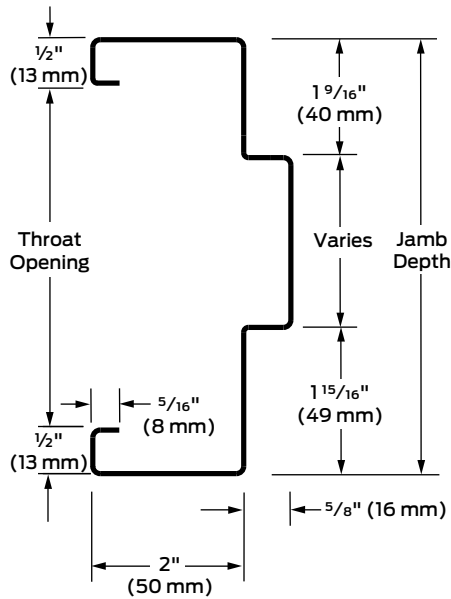 ½"
(13 mm)
1 9/16"
(40 mm)
Throat
Opening
Varies
Jamb
Depth
5/16"
(8 mm)
½"
(13 mm)
1 15/16"
(49 mm)
5/8" (16 mm)
2"
(50 mm)